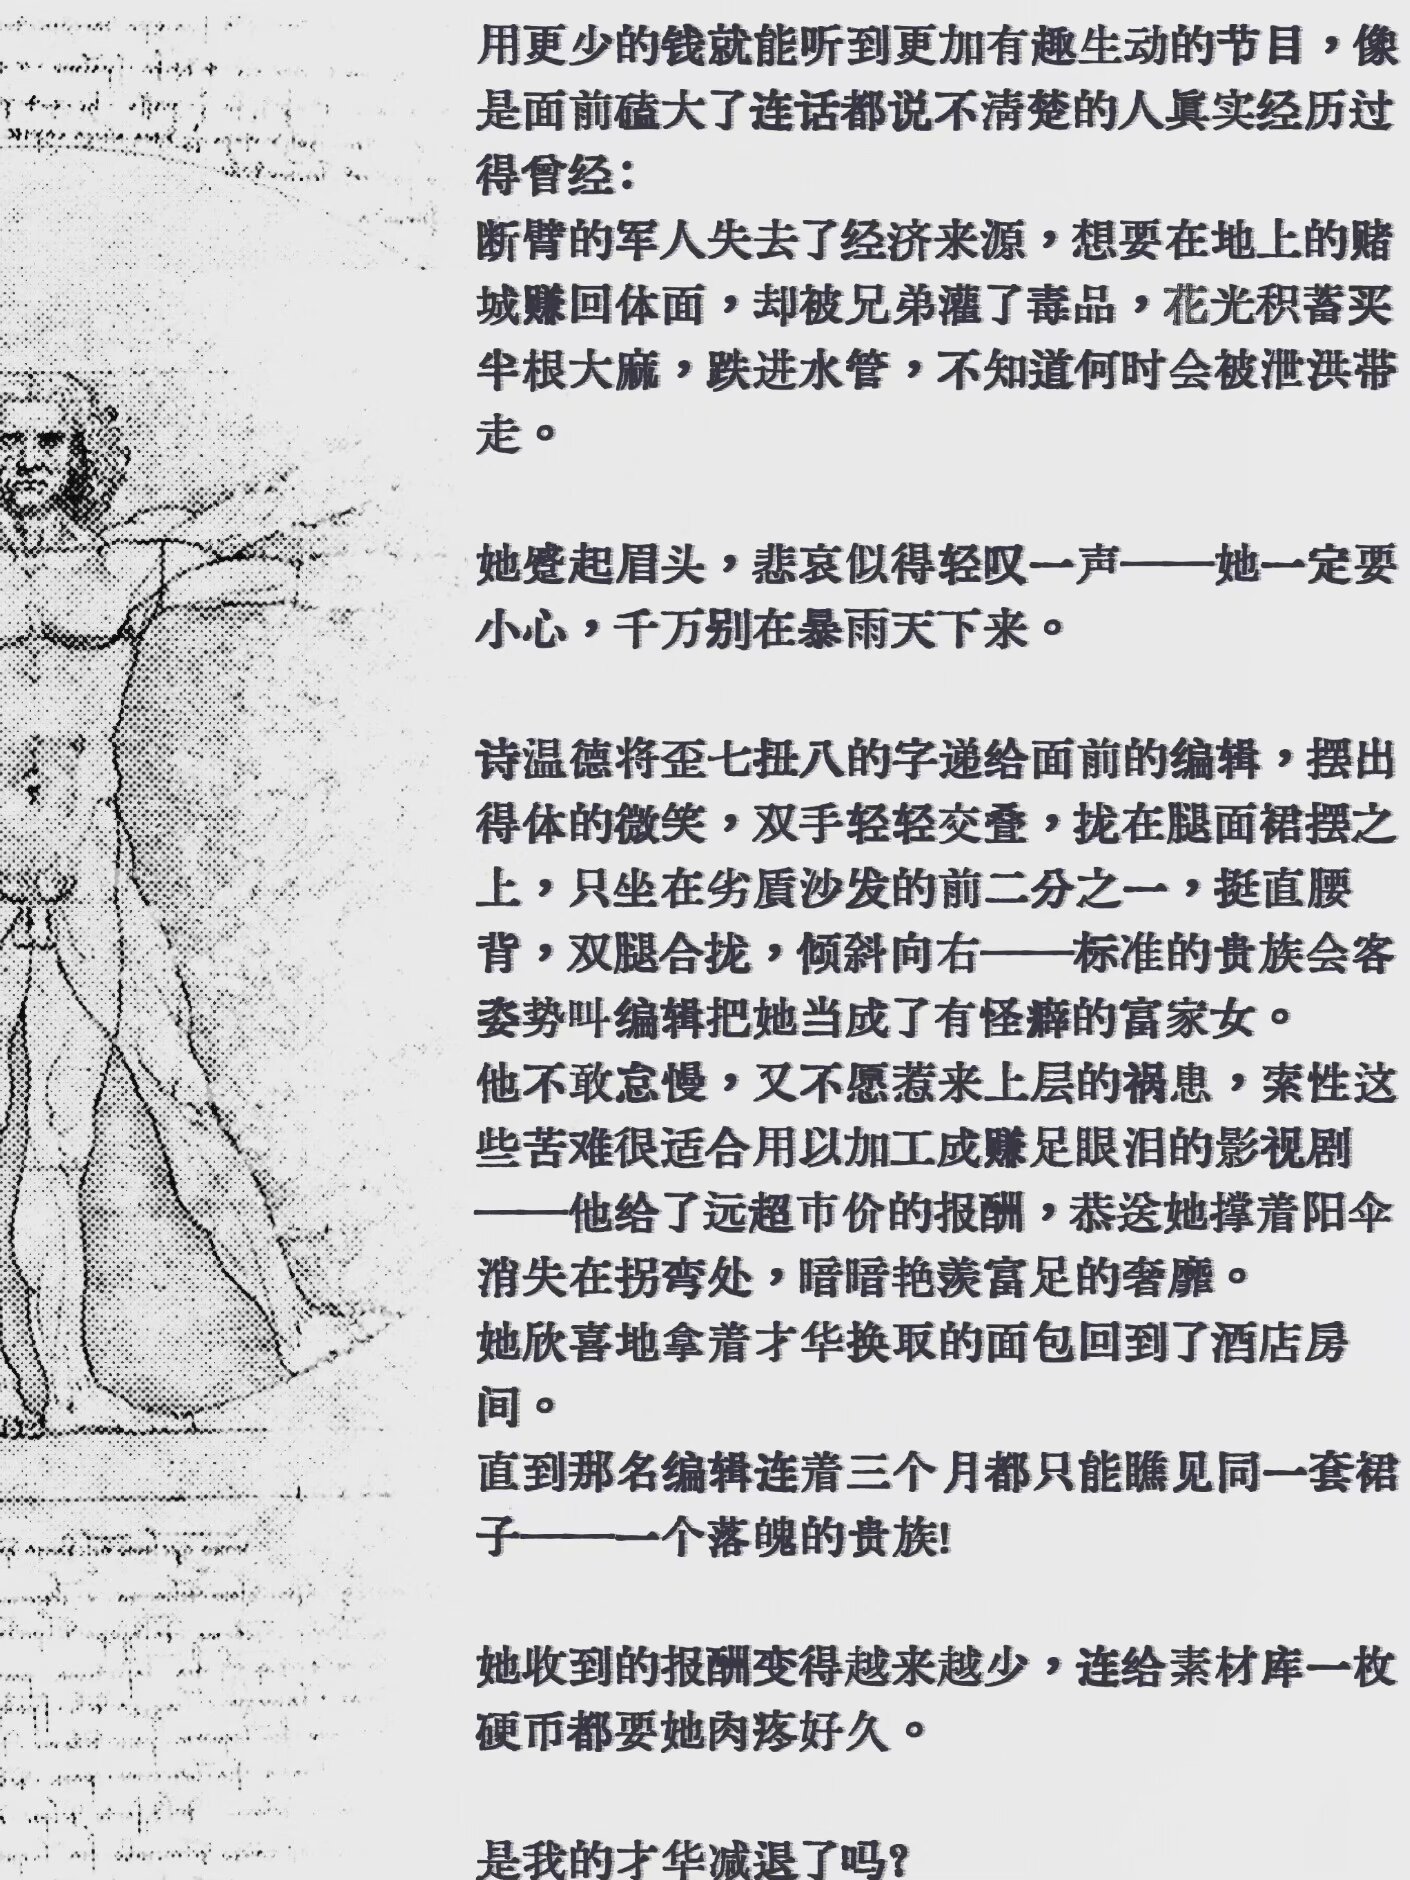 用更少的钱就能听到更加有趣生动的节目，像
是面前磕大了连话都说不清楚的人真实经历过
得曾经：
断臂的军人失去了经济来源，想要在地上的赌
城赚回体面，却被兄弟灌了毒品，花光积蓄买
半根大麻，跌进水管，不知道何时会被泄洪带
走。
她蹙起眉头，悲哀似得轻叹一声——她一定要
小心，千万别在暴雨天下来。
诗温德将歪七扭八的字递给面前的编辑，摆出
得体的微笑，双手轻轻交叠，拢在腿面裙摆之
上，只坐在劣质沙发的前二分之一，挺直腰
背，双腿合拢，倾斜向右——标准的贵族会客
姿势叫编辑把她当成了有怪癖的富家女。
他不敢怠慢，又不愿惹来上层的祸患，索性这
些苦难很适合用以加工成赚足眼泪的影视剧
——他给了远超市价的报酬，恭送她撑着阳伞
消失在拐弯处，暗暗艳羡富足的奢靡。
她欣喜地拿着才华换取的面包回到了酒店房
间。
直到那名编辑连着三个月都只能瞧见同一套裙
子——一个落魄的贵族!
她收到的报酬变得越来越少，连给素材库一枚
硬币都要她肉疼好久。
是我的才华减退了吗?